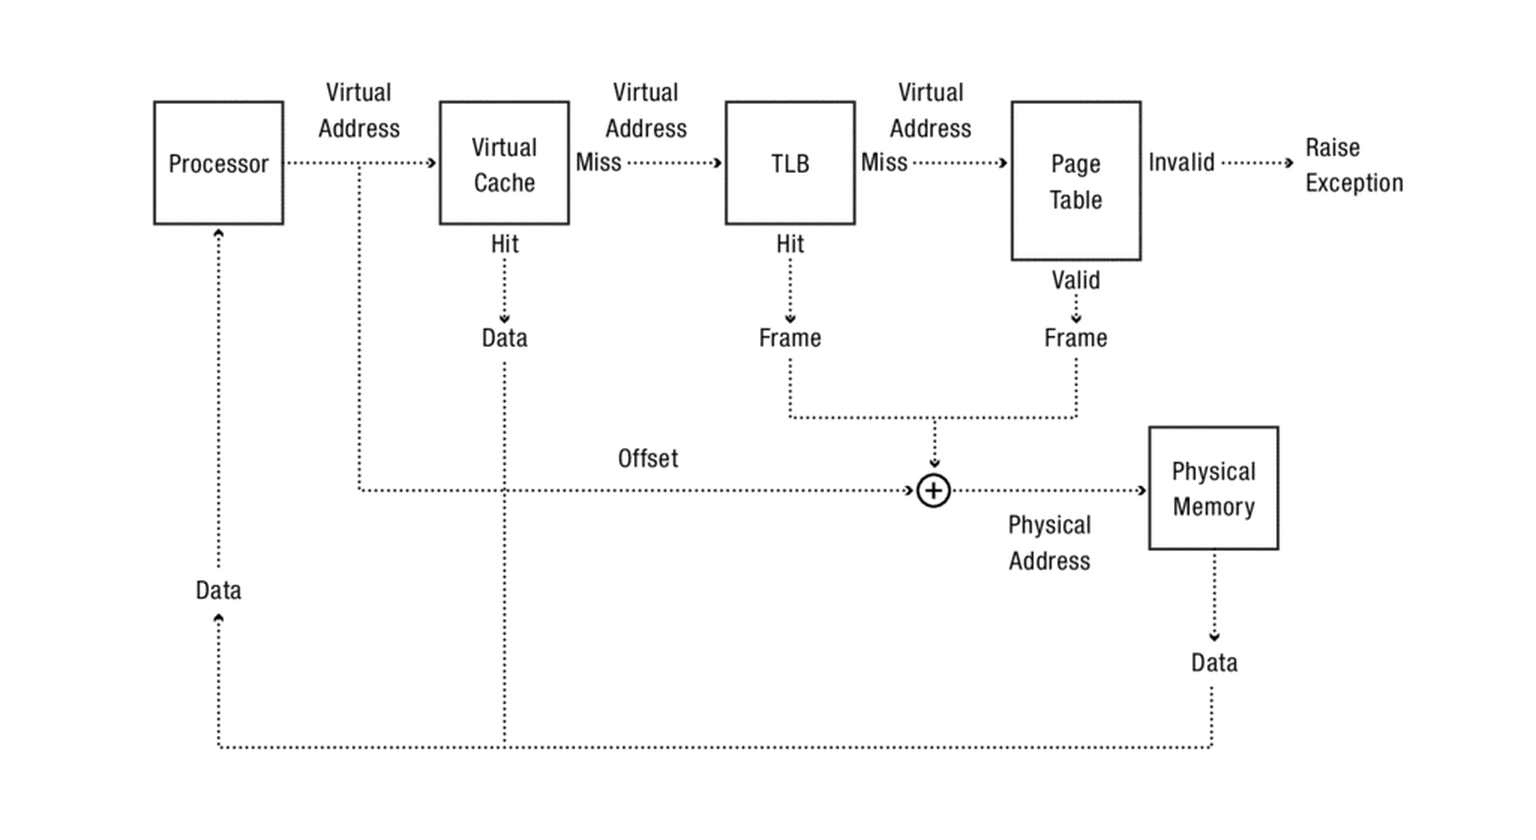 Virtual
Address
Virtual
Address
Virtual
Address
Processor
Virtual
Cache
Miss
TLB
Miss
Page
Table
Invalid
Raise
Exception
Hit
Hit
Valid
Data
Frame
Frame
Offset
Physical
Memory
Physical
Address
Data
Data